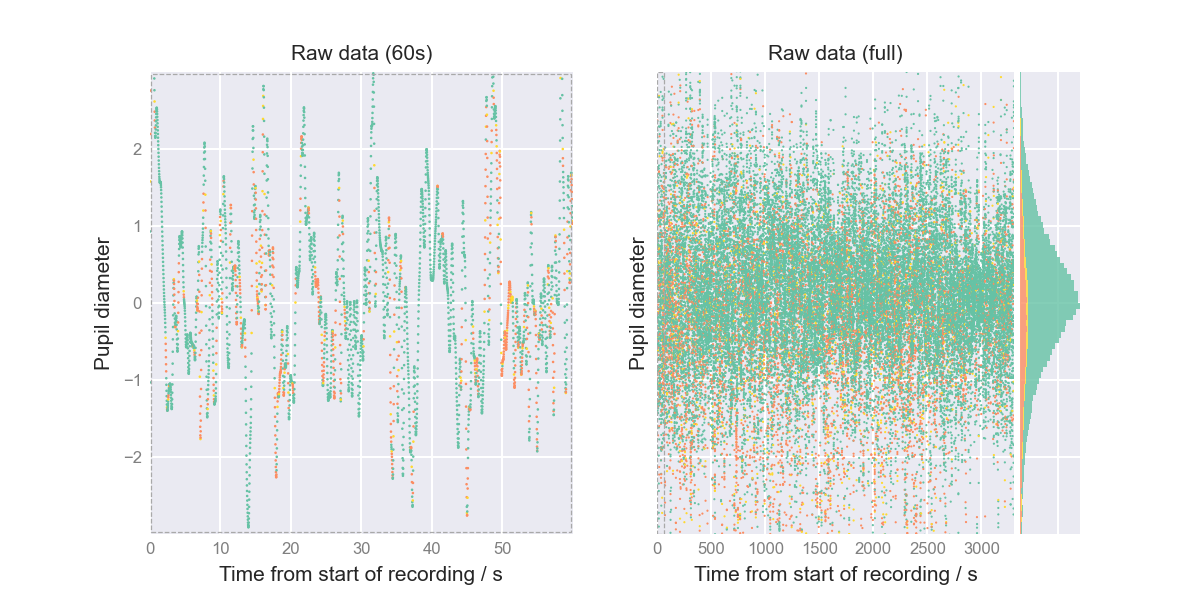 Raw data (60s)
Raw data (full)
Pupil diameter
2
1
0
−1
−2
0 10 20 30 40 50
Time from start of recording / s
Pupil diameter
0 500 1000 1500 2000 2500 3000
Time from start of recording / s